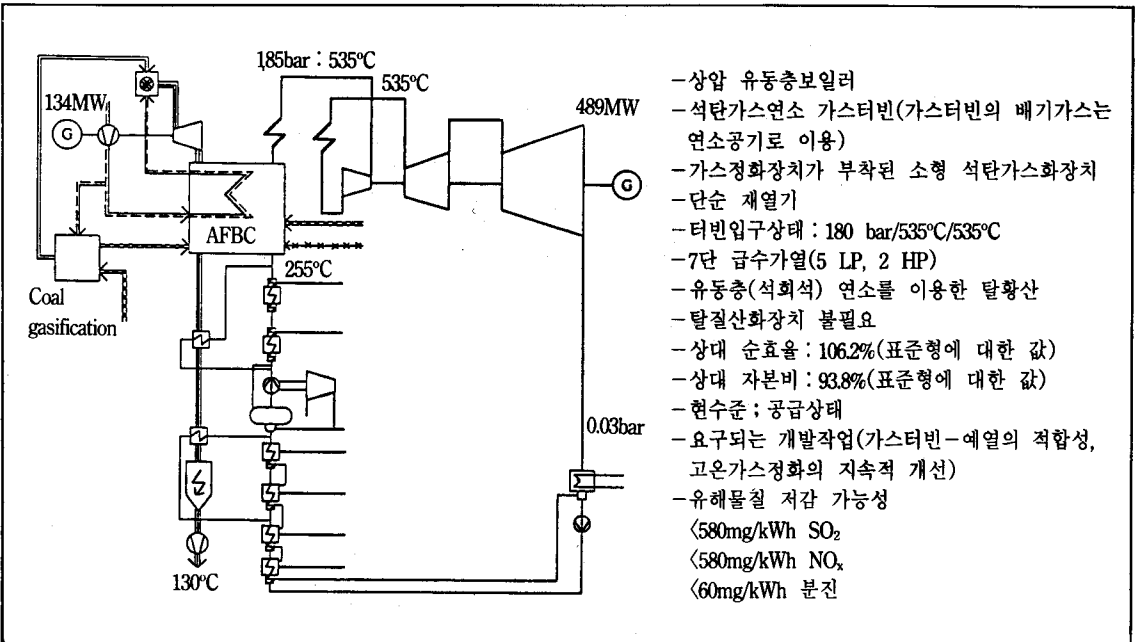 185bar : 535℃
535℃
134MW
489MW
G
G
AFBC
255℃
Coal
gasification
0.03bar
130℃
-상압 유동층보일러
-석탄가스연소 가스터빈(가스터빈의 배기가스는
연소공기로 이용)
-가스정화장치가 부착된 소형 석탄가스화장치
-단순 재열기
-터빈입구상태 : 180 bar/535℃/535℃
-7단 급수가열(5 LP, 2 HP)
-유동층(석회석) 연소를 이용한 탈황산
-탈질산화장치 불필요
-상대 순효율 : 106.2%(표준형에 대한 값)
-상대 자본비 : 93.8%(표준형에 대한 값)
-현수준 ; 공급상태
-요구되는 개발작업(가스터빈-예열의 적합성,
고온가스정화의 지속적 개선)
-유해물질 저감 가능성
<580mg/kWh SO₂
<580mg/kWh NOₓ
<60mg/kWh 분진